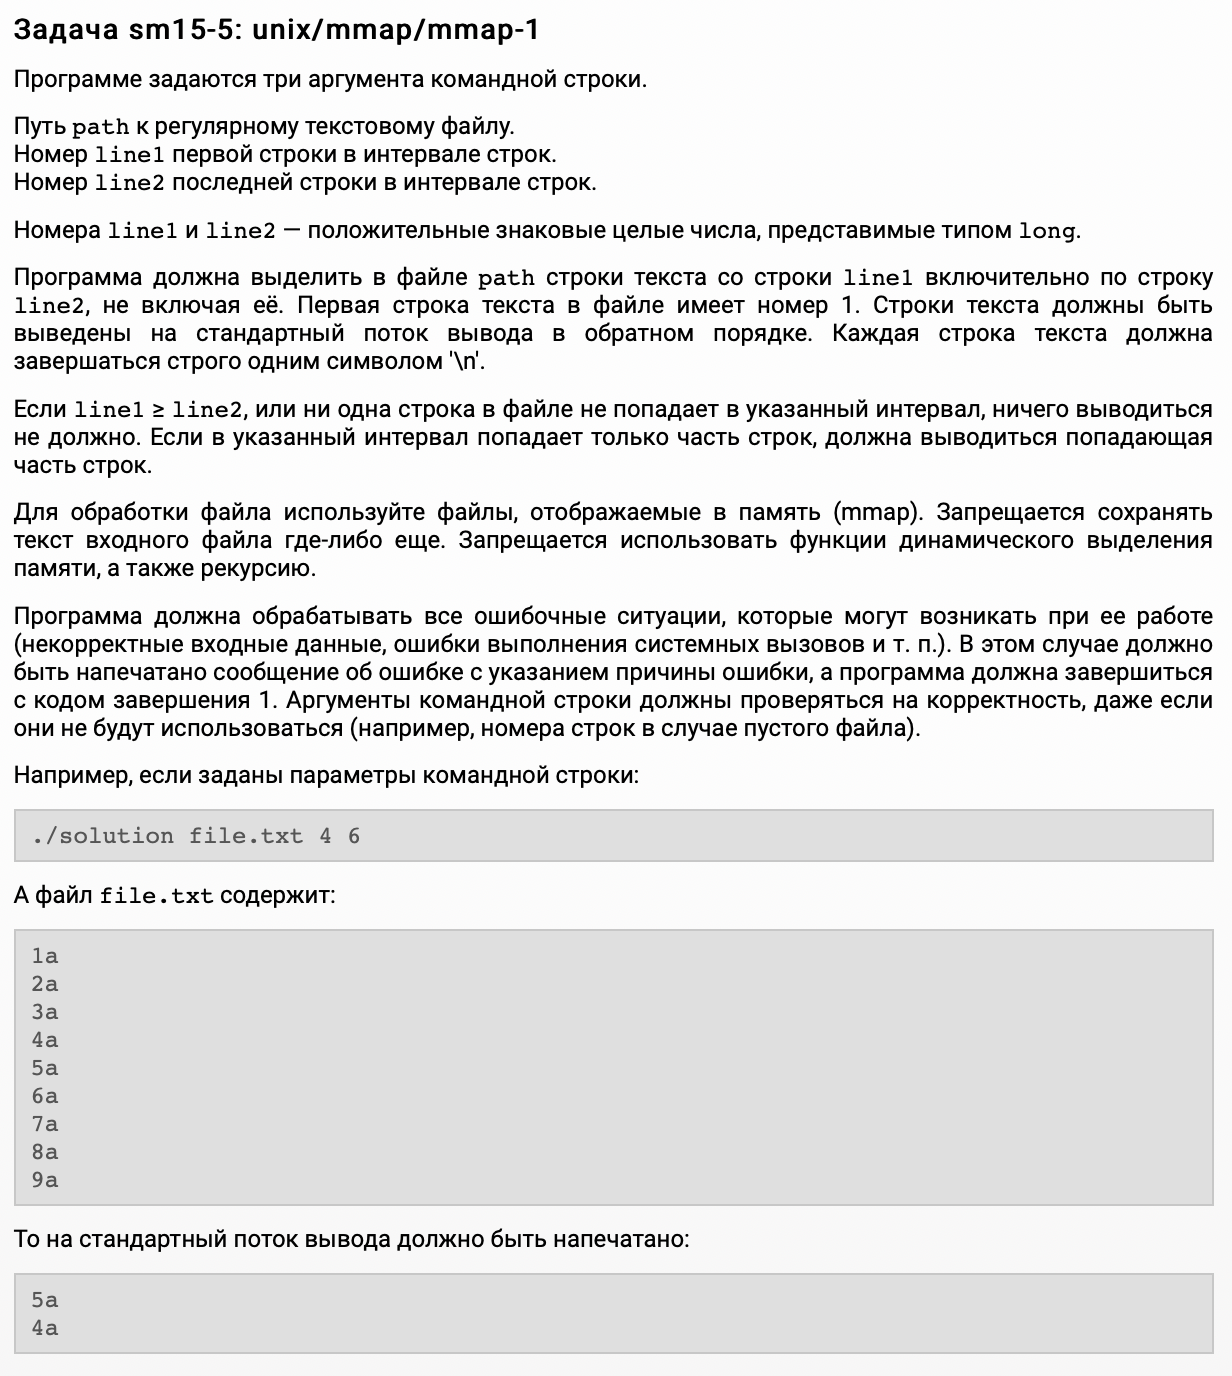 Задача sm15-5: unix/mmap/mmap-1
Программе задаются три аргумента командной строки.
Путь path к регулярному текстовому файлу.
Номер line1 первой строки в интервале строк.
Номер line2 последней строки в интервале строк.
Номера line1 и line2 — положительные знаковые целые числа, представимые типом long.
Программа должна выделить в файле path строки текста со строки line1 включительно по строку
line2, не включая её. Первая строка текста в файле имеет номер 1. Строки текста должны быть
выведены на стандартный поток вывода в обратном порядке. Каждая строка текста должна
завершаться строго одним символом '\n'.
Если line1 ≥ line2, или ни одна строка в файле не попадает в указанный интервал, ничего выводиться
не должно. Если в указанный интервал попадает только часть строк, должна выводиться попадающая
часть строк.
Для обработки файла используйте файлы, отображаемые в память (mmap). Запрещается сохранять
текст входного файла где-либо еще. Запрещается использовать функции динамического выделения
памяти, а также рекурсию.
Программа должна обрабатывать все ошибочные ситуации, которые могут возникать при ее работе
(некорректные входные данные, ошибки выполнения системных вызовов и т. п.). В этом случае должно
быть напечатано сообщение об ошибке с указанием причины ошибки, а программа должна завершиться
с кодом завершения 1. Аргументы командной строки должны проверяться на корректность, даже если
они не будут использоваться (например, номера строк в случае пустого файла).
Например, если заданы параметры командной строки:
./solution file.txt 4 6
А файл file.txt содержит:
1a
2a
3a
4a
5a
6a
7a
8a
9a
То на стандартный поток вывода должно быть напечатано:
5a
4a